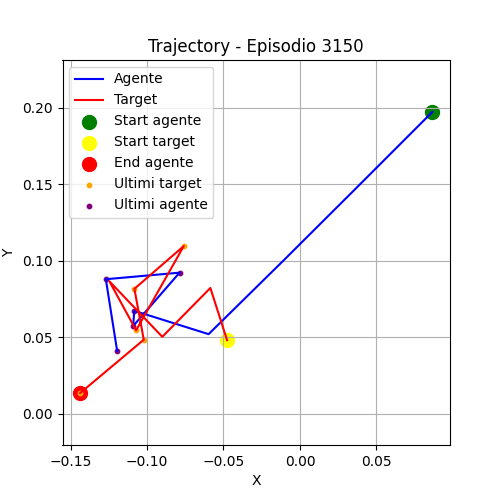 Trajectory - Episodio 3150
Agente
Target
Start agente
Start target
End agente
Ultimi target
Ultimi agente
0.20
0.15
0.10
0.05
0.00
Y
−0.15
−0.10
−0.05
0.00
0.05
X